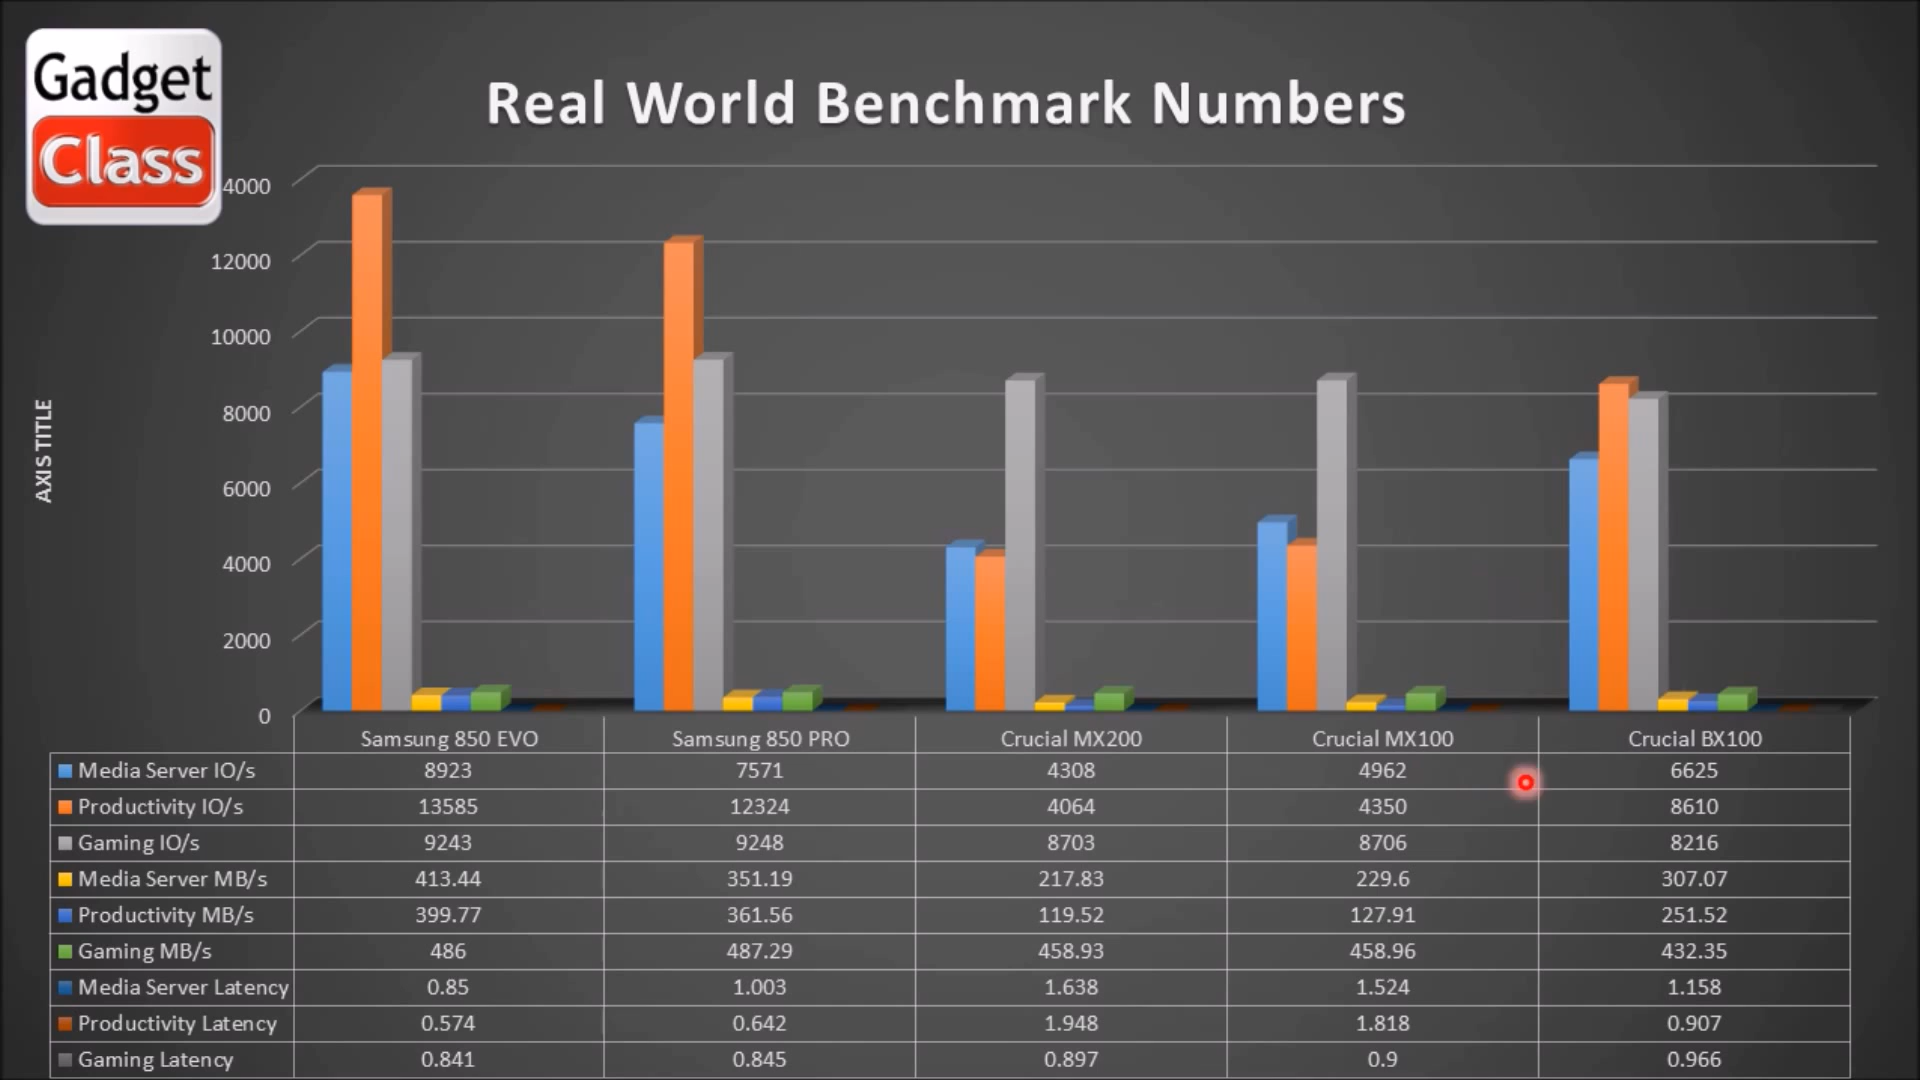 Gadget
Class
Real World Benchmark Numbers
4000
12000
10000
8000
6000
4000
2000
0
AXIS TITLE
Samsung 850 EVO Samsung 850 PRO Crucial MX200 Crucial MX100 Crucial BX100
Media Server IO/s 8923 7571 4308 4962 6625
Productivity IO/s 13585 12324 4064 4350 8610
Gaming IO/s 9243 9248 8703 8706 8216
Media Server MB/s 413.44 351.19 217.83 229.6 307.07
Productivity MB/s 399.77 361.56 119.52 127.91 251.52
Gaming MB/s 486 487.29 458.93 458.96 432.35
Media Server Latency 0.85 1.003 1.638 1.524 1.158
Productivity Latency 0.574 0.642 1.948 1.818 0.907
Gaming Latency 0.841 0.845 0.897 0.9 0.966